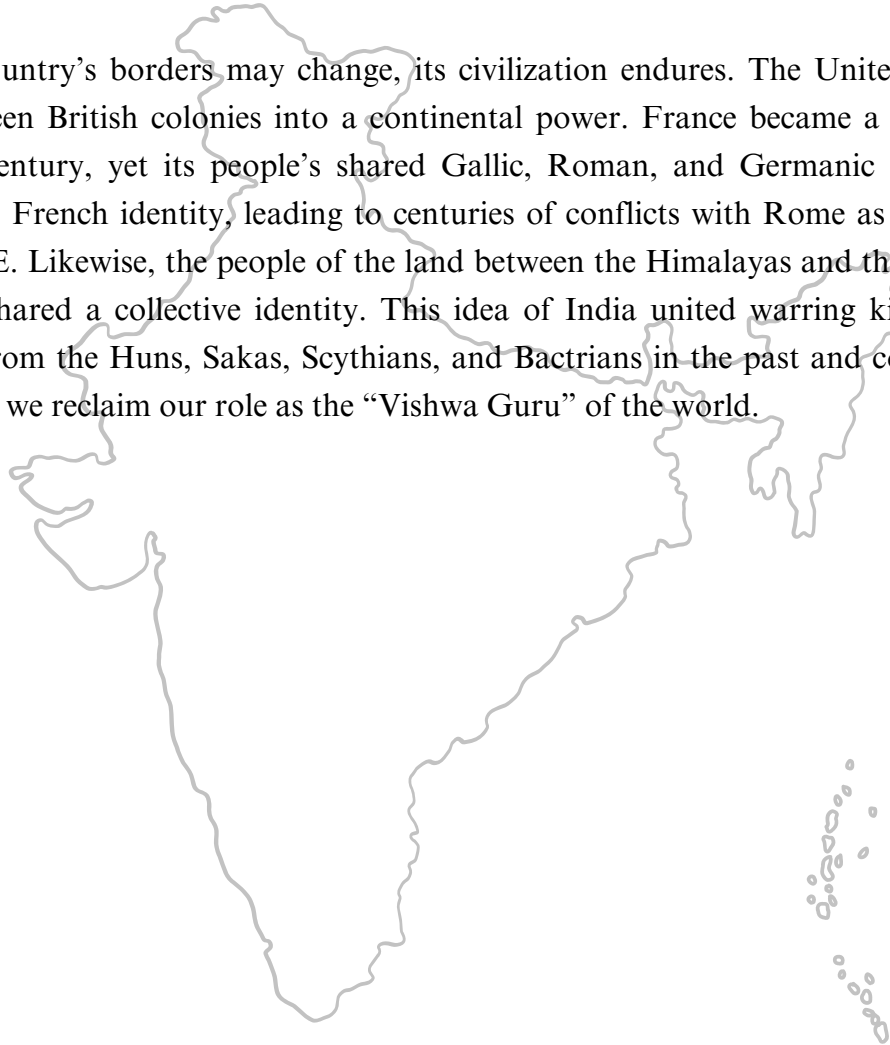 untry’s borders may change, its civilization endures. The Unite
een British colonies into a continental power. France became a
entury, yet its people’s shared Gallic, Roman, and Germanic
French identity, leading to centuries of conflicts with Rome as
E. Likewise, the people of the land between the Himalayas and th
hared a collective identity. This idea of India united warring ki
rom the Huns, Sakas, Scythians, and Bactrians in the past and c
we reclaim our role as the “Vishwa Guru” of the world.